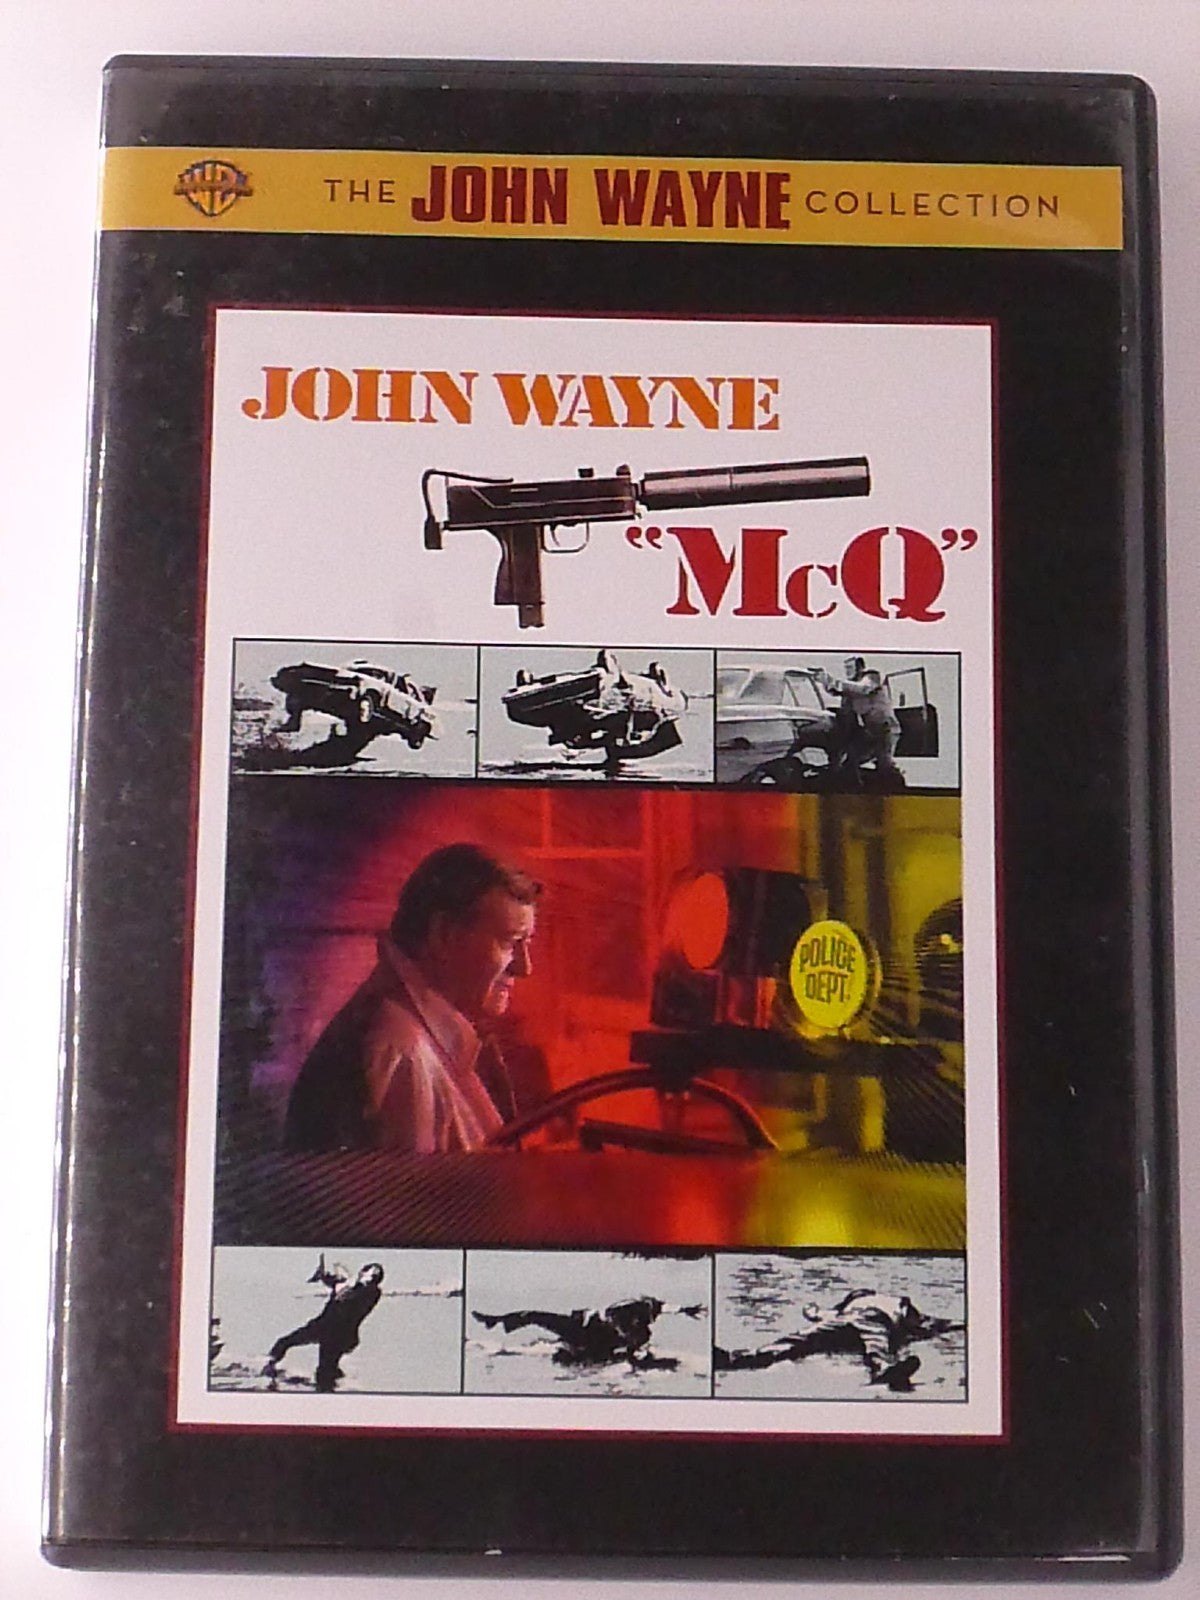 THE JOHN WAYNE COLLECTION
JOHN WAYNE
“McQ”
POLICE
DEPT.